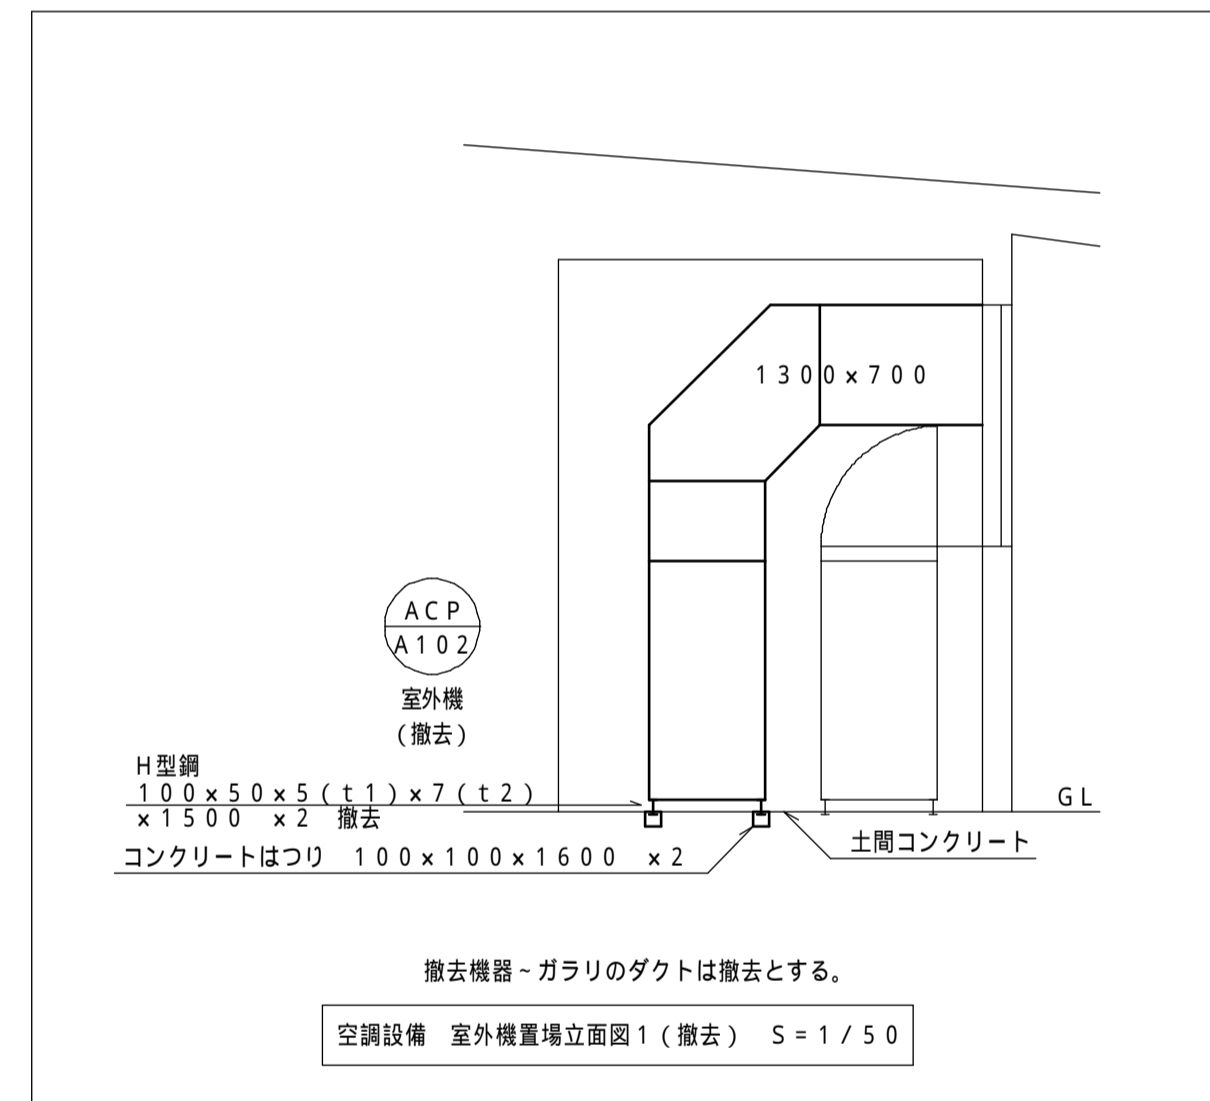 1300×700
ACP
A102
室外機
(撤去)
H型鋼
100×50×5(t1)×7(t2)
×1500 ×2 撤去
GL
コンクリートはつり 100×100×1600 ×2
土間コンクリート
撤去機器~ガラリのダクトは撤去とする。
空調設備 室外機置場立面図1(撤去) S=1/50